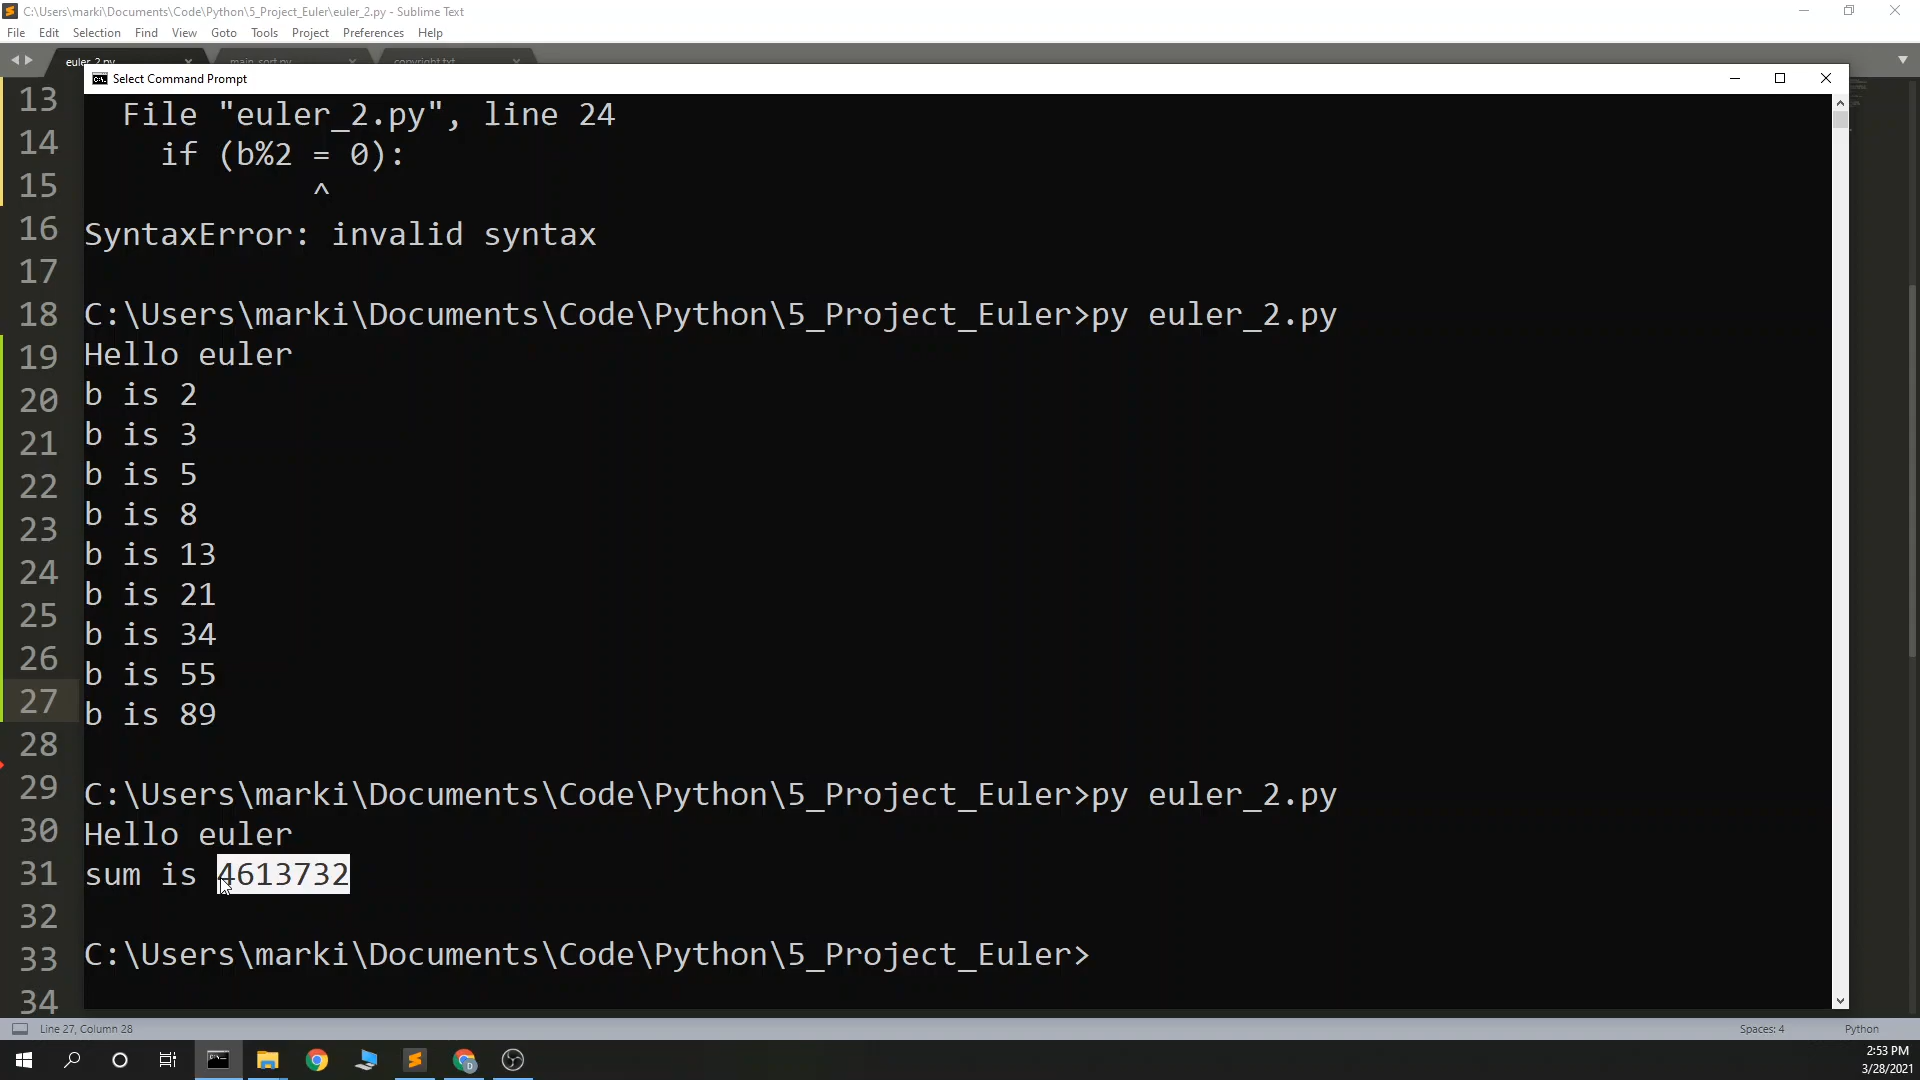 C:\Users\marki\Documents\Code\Python\5_Project_Euler\euler_2.py - Sublime Text
File Edit Selection Find View Goto Tools Project Preferences Help
euler_2.py main_sort.py copyright.txt
Select Command Prompt
13
14
15
16
17
18
19
20
21
22
23
24
25
26
27
28
29
30
31
32
33
34
File "euler_2.py", line 24
if (b%2 = 0):
^
SyntaxError: invalid syntax
C:\Users\marki\Documents\Code\Python\5_Project_Euler>py euler_2.py
Hello euler
b is 2
b is 3
b is 5
b is 8
b is 13
b is 21
b is 34
b is 55
b is 89
C:\Users\marki\Documents\Code\Python\5_Project_Euler>py euler_2.py
Hello euler
sum is 4613732
C:\Users\marki\Documents\Code\Python\5_Project_Euler>
Line 27, Column 28 Spaces: 4 Python
2:53 PM
3/28/2021